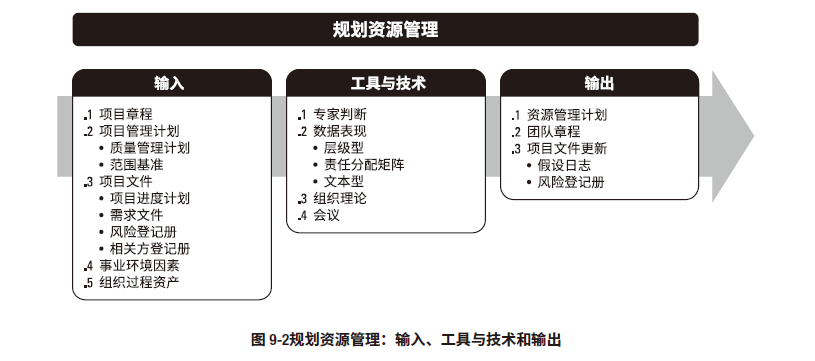 规划资源管理
输入
.1 项目章程
.2 项目管理计划
• 质量管理计划
• 范围基准
.3 项目文件
• 项目进度计划
• 需求文件
• 风险登记册
• 相关方登记册
.4 事业环境因素
.5 组织过程资产
工具与技术
.1 专家判断
.2 数据表现
• 层级型
• 责任分配矩阵
• 文本型
.3 组织理论
.4 会议
输出
.1 资源管理计划
.2 团队章程
.3 项目文件更新
• 假设日志
• 风险登记册
图 9-2规划资源管理：输入、工具与技术和输出